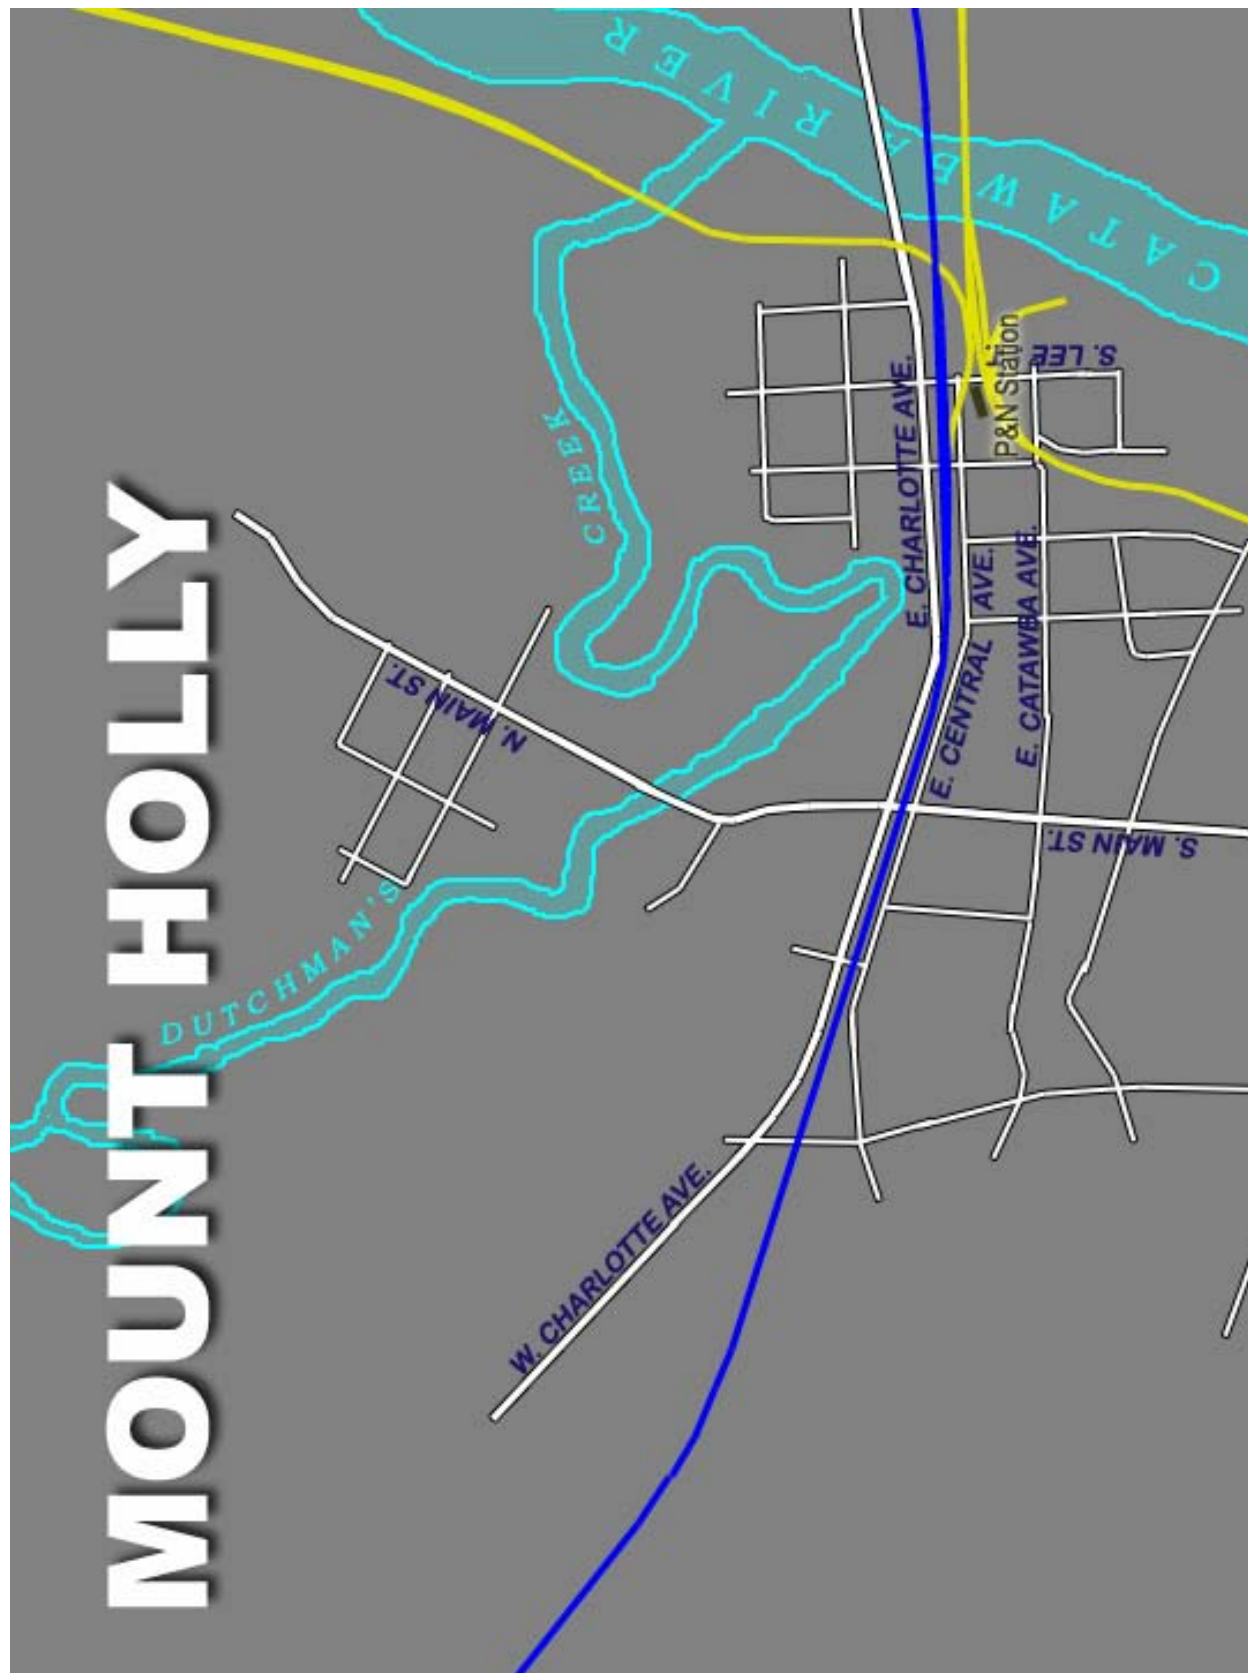 MOUNT HOLLY
CATAWBA RIVER
DUTCHMAN'S CREEK
N. MAIN ST.
S. MAIN ST.
W. CHARLOTTE AVE.
E. CHARLOTTE AVE.
E. CENTRAL AVE.
E. CATAWBA AVE.
S. LEE
P&N Station